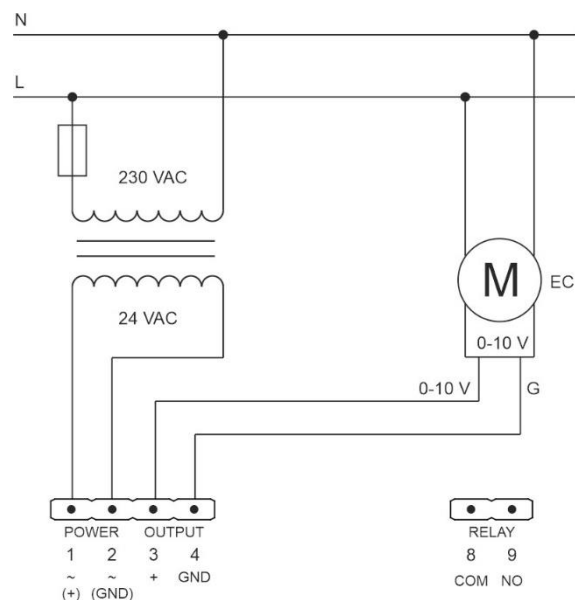 N
L
230 VAC
24 VAC
M
EC
0-10 V
0-10 V
G
POWER OUTPUT RELAY
1 2 3 4 8 9
~ ~ + GND COM NO
(+) (GND)